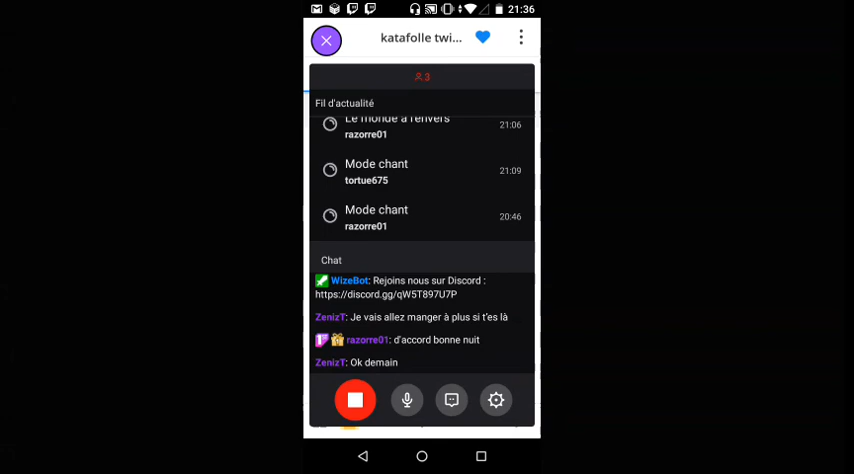 21:36
katafolle twi...
3
Fil d'actualité
Le monde à l'envers
21:06
razorre01
Mode chant
21:09
tortue675
Mode chant
20:46
razorre01
Chat
WizeBot: Rejoins nous sur Discord :
https://discord.gg/qW5T897U7P
ZenizT: Je vais allez manger à plus si t'es là
razorre01: d'accord bonne nuit
ZenizT: Ok demain